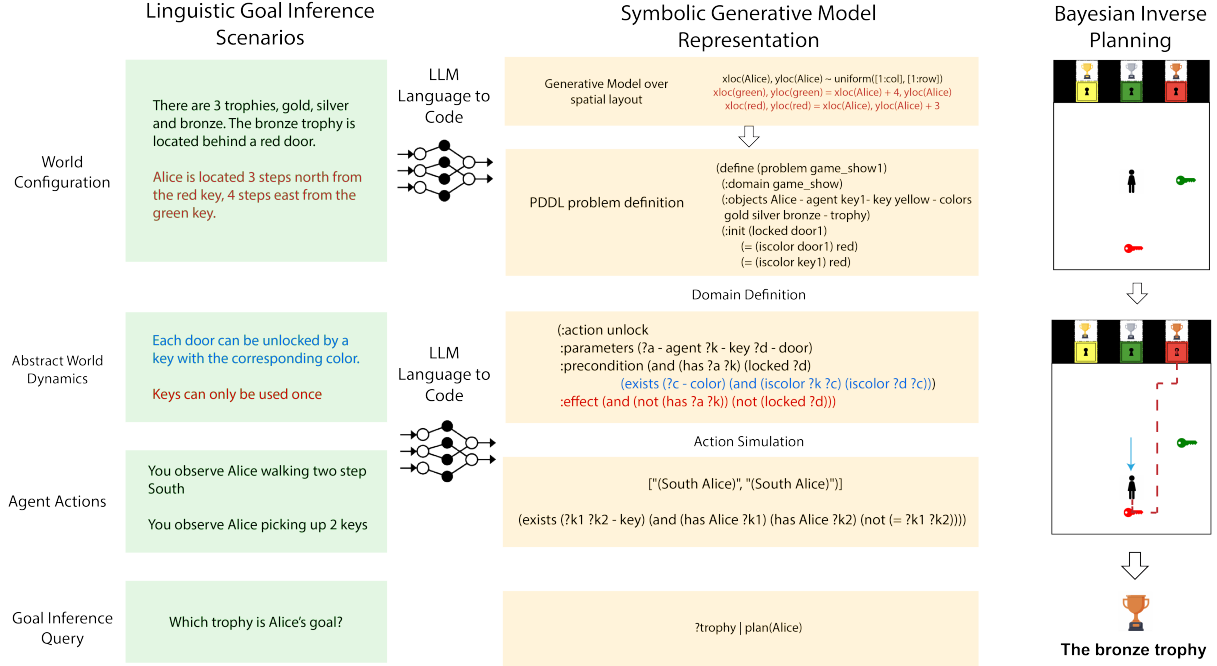 Linguistic Goal Inference
Scenarios
Symbolic Generative Model
Representation
Bayesian Inverse
Planning
World
Configuration
There are 3 trophies, gold, silver
and bronze. The bronze trophy is
located behind a red door.
Alice is located 3 steps north from
the red key, 4 steps east from the
green key.
LLM
Language to
Code
Generative Model over
spatial layout
xloc(Alice), yloc(Alice) ~ uniform([1:col], [1:row])
xloc(green), yloc(green) = xloc(Alice) + 4, yloc(Alice)
xloc(red), yloc(red) = xloc(Alice), yloc(Alice) + 3
PDDL problem definition
(define (problem game_show1)
(:domain game_show)
(:objects Alice - agent key1- key yellow - colors
gold silver bronze - trophy)
(:init (locked door1)
(= (iscolor door1) red)
(= (iscolor key1) red)
Domain Definition
Abstract World
Dynamics
Each door can be unlocked by a
key with the corresponding color.
Keys can only be used once
LLM
Language to
Code
(:action unlock
:parameters (?a - agent ?k - key ?d - door)
:precondition (and (has ?a ?k) (locked ?d)
(exists (?c - color) (and (iscolor ?k ?c) (iscolor ?d ?c)))
:effect (and (not (has ?a ?k)) (not (locked ?d)))
Action Simulation
Agent Actions
You observe Alice walking two step
South
You observe Alice picking up 2 keys
["(South Alice)", "(South Alice)")]
(exists (?k1 ?k2 - key) (and (has Alice ?k1) (has Alice ?k2) (not (= ?k1 ?k2))))
Goal Inference
Query
Which trophy is Alice's goal?
?trophy | plan(Alice)
The bronze trophy